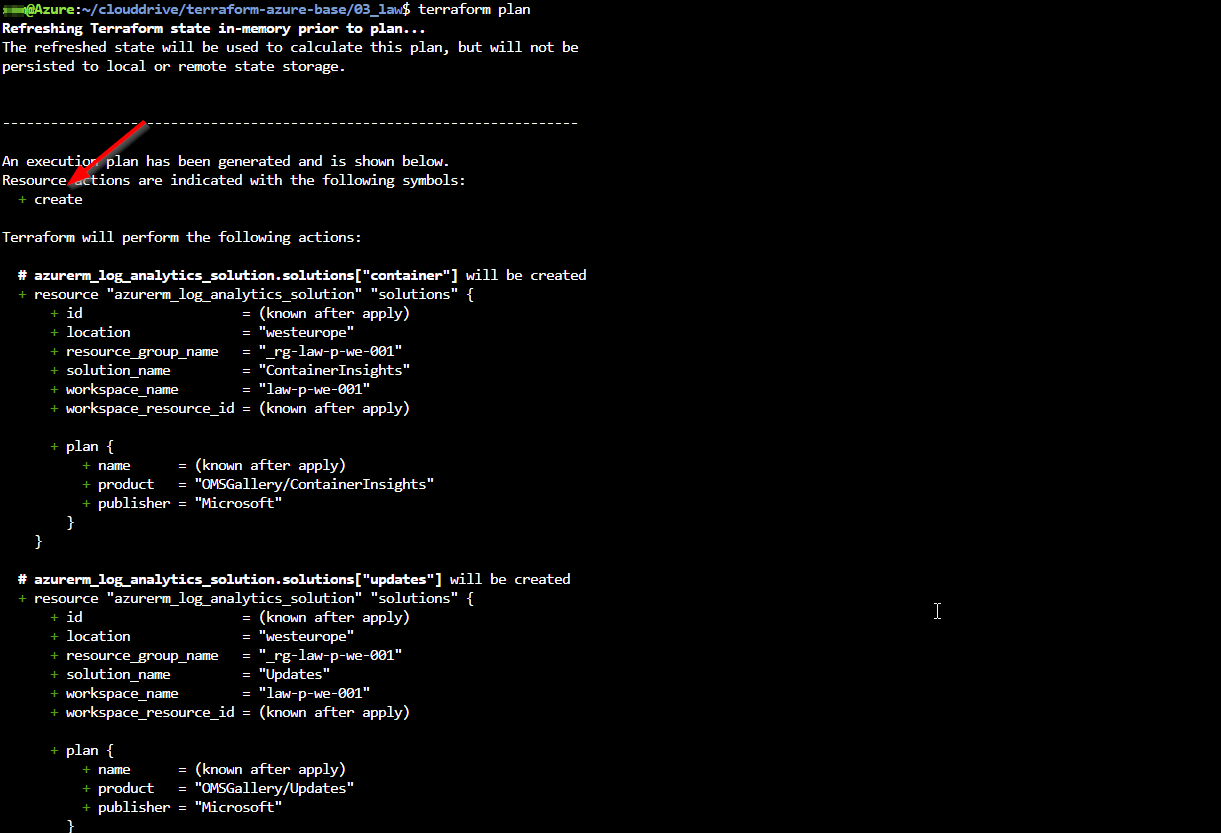 @Azure:~/clouddrive/terraform-azure-base/03_law$ terraform plan
Refreshing Terraform state in-memory prior to plan...
The refreshed state will be used to calculate this plan, but will not be
persisted to local or remote state storage.
------------------------------------------------------------------------
An execution plan has been generated and is shown below.
Resource actions are indicated with the following symbols:
  + create
Terraform will perform the following actions:
  # azurerm_log_analytics_solution.solutions["container"] will be created
  + resource "azurerm_log_analytics_solution" "solutions" {
      + id                    = (known after apply)
      + location              = "westeurope"
      + resource_group_name   = "_rg-law-p-we-001"
      + solution_name         = "ContainerInsights"
      + workspace_name        = "law-p-we-001"
      + workspace_resource_id = (known after apply)
      + plan {
          + name      = (known after apply)
          + product   = "OMSGallery/ContainerInsights"
          + publisher = "Microsoft"
        }
    }
  # azurerm_log_analytics_solution.solutions["updates"] will be created
  + resource "azurerm_log_analytics_solution" "solutions" {
      + id                    = (known after apply)
      + location              = "westeurope"
      + resource_group_name   = "_rg-law-p-we-001"
      + solution_name         = "Updates"
      + workspace_name        = "law-p-we-001"
      + workspace_resource_id = (known after apply)
      + plan {
          + name      = (known after apply)
          + product   = "OMSGallery/Updates"
          + publisher = "Microsoft"
        }